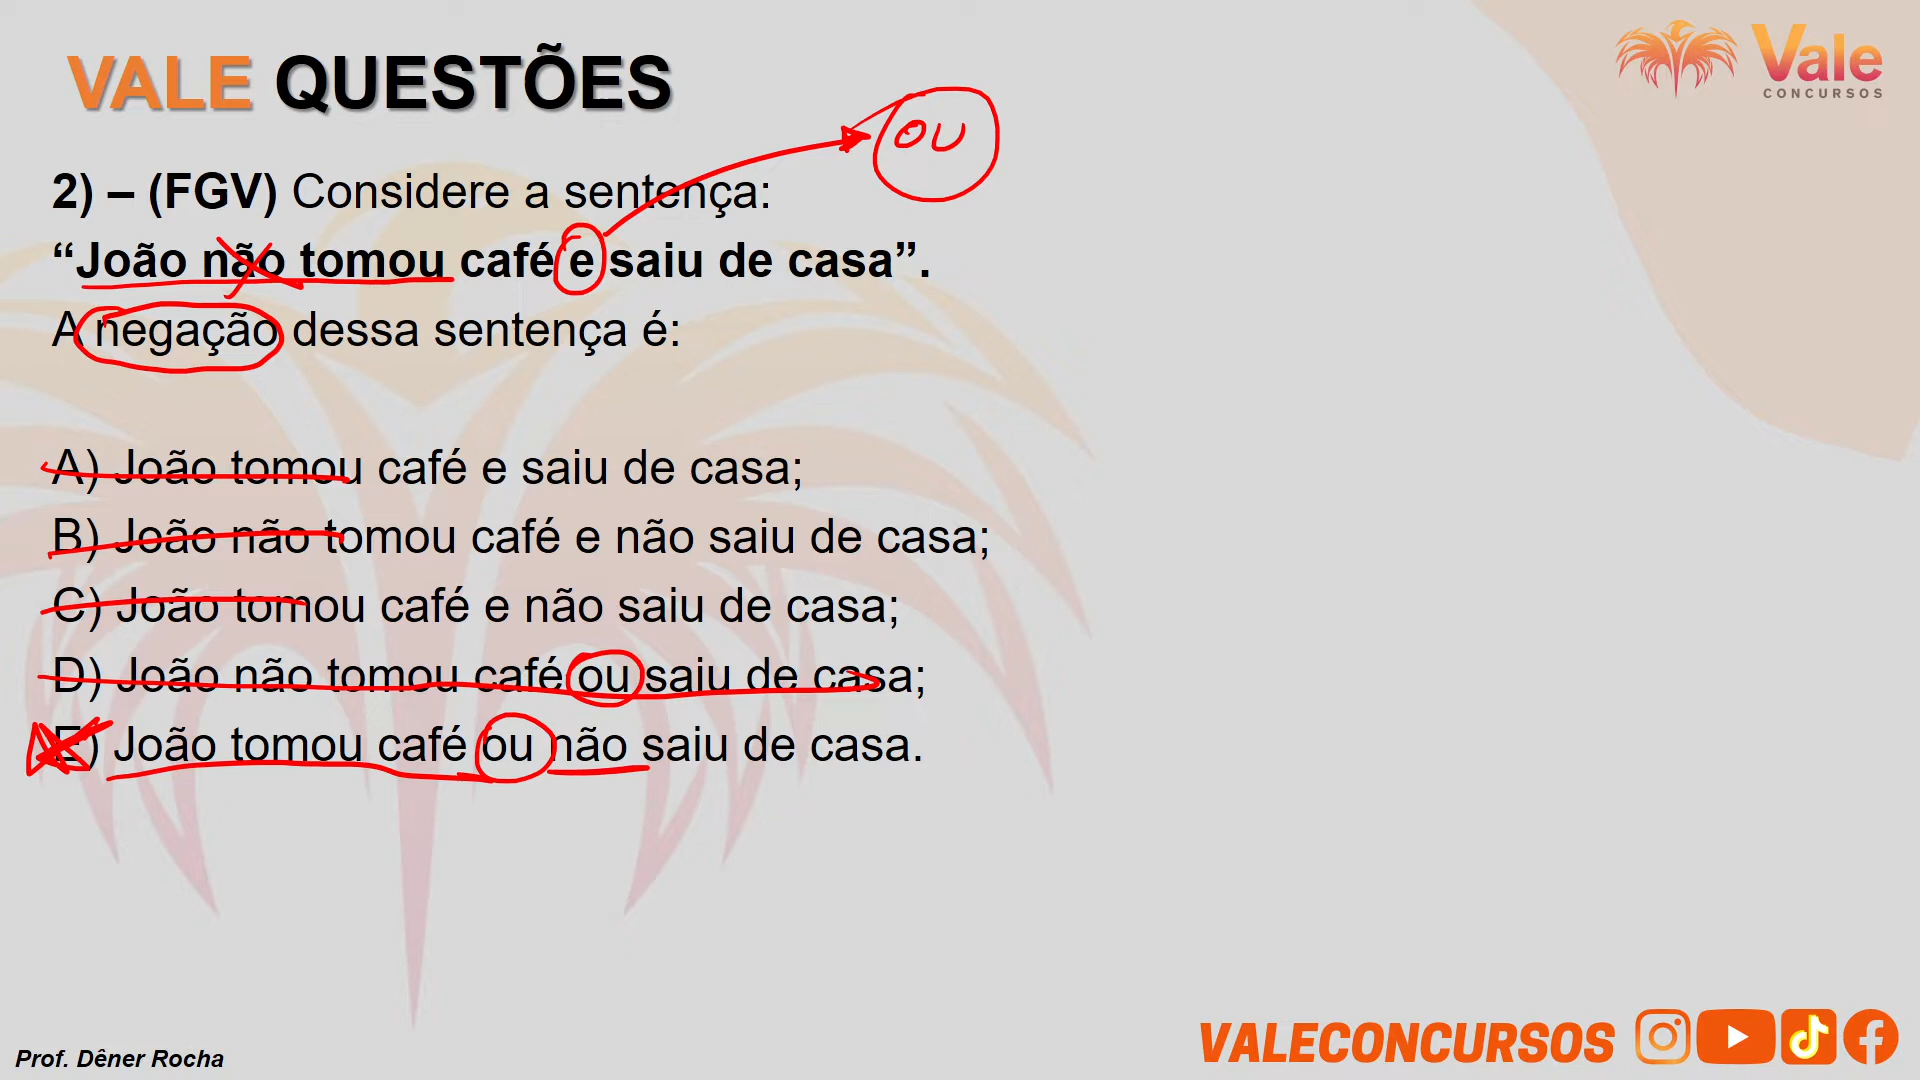 VALE QUESTÕES
Vale
CONCURSOS
OU
2) – (FGV) Considere a sentença:
“João não tomou café e saiu de casa”.
A negação dessa sentença é:
A) João tomou café e saiu de casa;
B) João não tomou café e não saiu de casa;
C) João tomou café e não saiu de casa;
D) João não tomou café ou saiu de casa;
E) João tomou café ou não saiu de casa.
VALECONCURSOS
Prof. Dêner Rocha